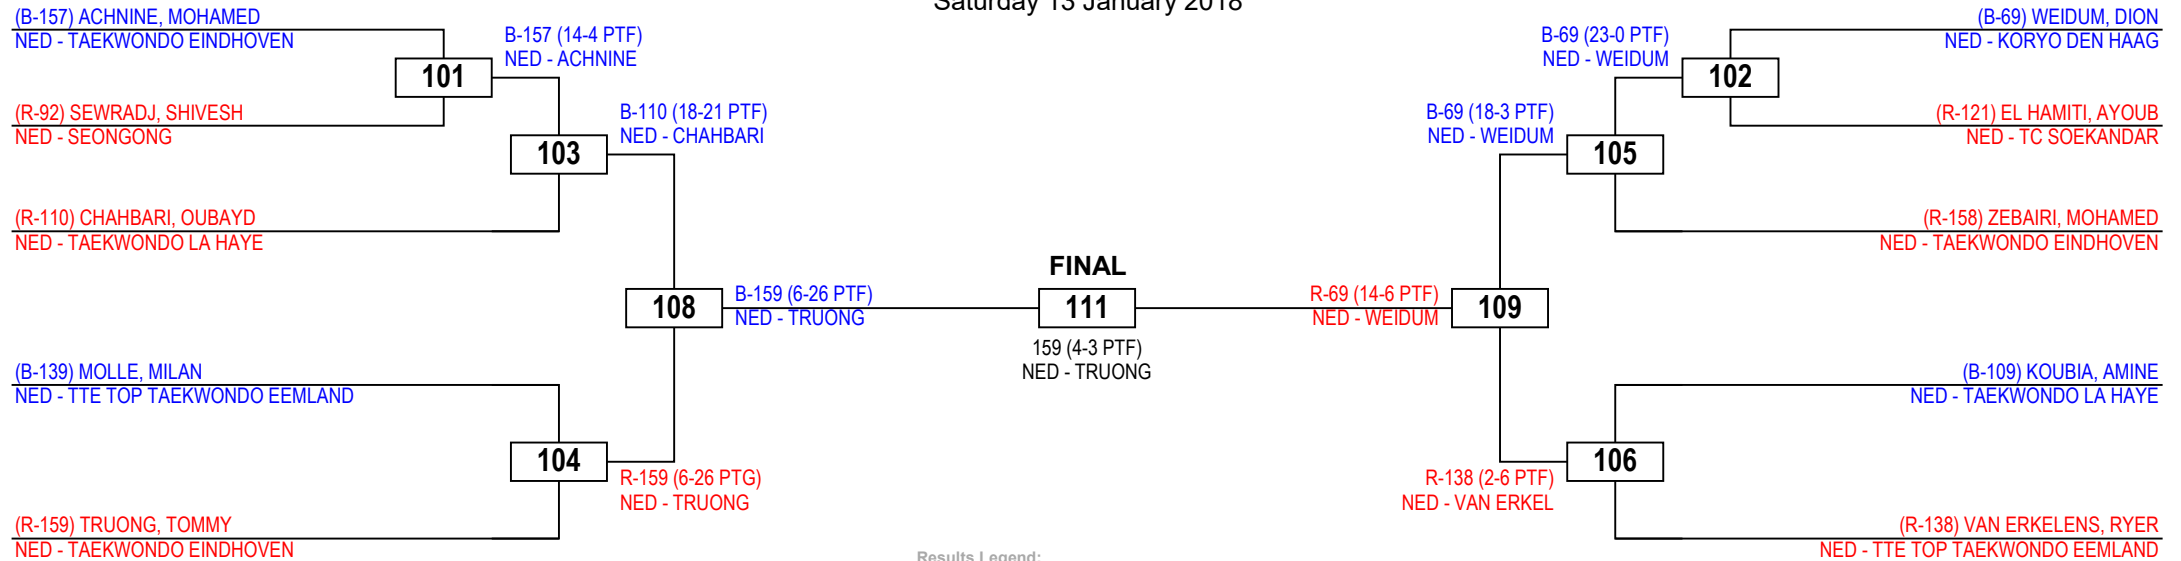 Saturday 13 January 2018
(B-157) ACHNINE, MOHAMED
NED - TAEKWONDO EINDHOVEN
101
B-157 (14-4 PTF)
NED - ACHNINE
(R-92) SEWRADJ, SHIVESH
NED - SEONGONG
103
B-110 (18-21 PTF)
NED - CHAHBARI
(R-110) CHAHBARI, OUBAYD
NED - TAEKWONDO LA HAYE
108
B-159 (6-26 PTF)
NED - TRUONG
(B-139) MOLLE, MILAN
NED - TTE TOP TAEKWONDO EEMLAND
104
R-159 (6-26 PTG)
NED - TRUONG
(R-159) TRUONG, TOMMY
NED - TAEKWONDO EINDHOVEN
FINAL
111
159 (4-3 PTF)
NED - TRUONG
(B-69) WEIDUM, DION
NED - KORYO DEN HAAG
B-69 (23-0 PTF)
NED - WEIDUM
102
(R-121) EL HAMITI, AYOUB
NED - TC SOEKANDAR
B-69 (18-3 PTF)
NED - WEIDUM
105
(R-158) ZEBAIRI, MOHAMED
NED - TAEKWONDO EINDHOVEN
R-69 (14-6 PTF)
NED - WEIDUM
109
(B-109) KOUBIA, AMINE
NED - TAEKWONDO LA HAYE
106
R-138 (2-6 PTF)
NED - VAN ERKEL
(R-138) VAN ERKELENS, RYER
NED - TTE TOP TAEKWONDO EEMLAND
Results Legend: